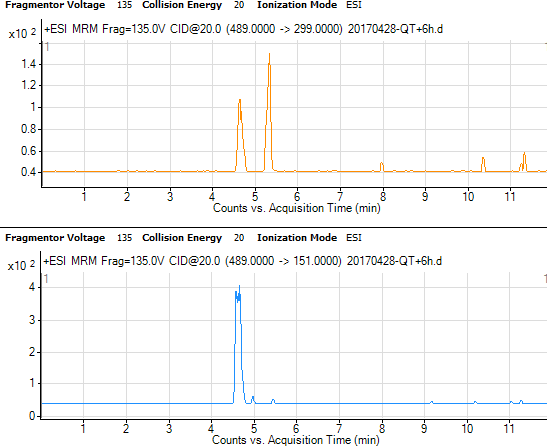 Fragmentor Voltage 135 Collision Energy 20 Ionization Mode ESI
x10 2 +ESI MRM Frag=135.0V CID@20.0 (489.0000 -> 299.0000) 20170428-QT+6h.d
1
1.4
1.2
1
0.8
0.6
0.4
1 2 3 4 5 6 7 8 9 10 11
Counts vs. Acquisition Time (min)
Fragmentor Voltage 135 Collision Energy 20 Ionization Mode ESI
x10 2 +ESI MRM Frag=135.0V CID@20.0 (489.0000 -> 151.0000) 20170428-QT+6h.d
1 1
4
3
2
1
0
1 2 3 4 5 6 7 8 9 10 11
Counts vs. Acquisition Time (min)